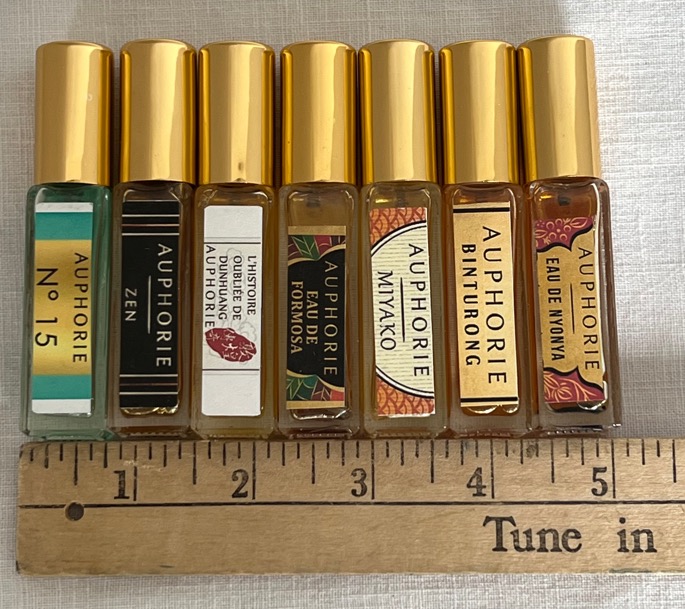 AUPHORIE
Nº 15
AUPHORIE
ZEN
L'HISTOIRE
OUBLIÉE DE
DUNHUANG
AUPHORIE
AUPHORIE
EAU DE
FORMOSA
AUPHORIE
MIYAKO
AUPHORIE
BINTURONG
AUPHORIE
EAU DE NYONYA
1 2 3 4 5
Tune in